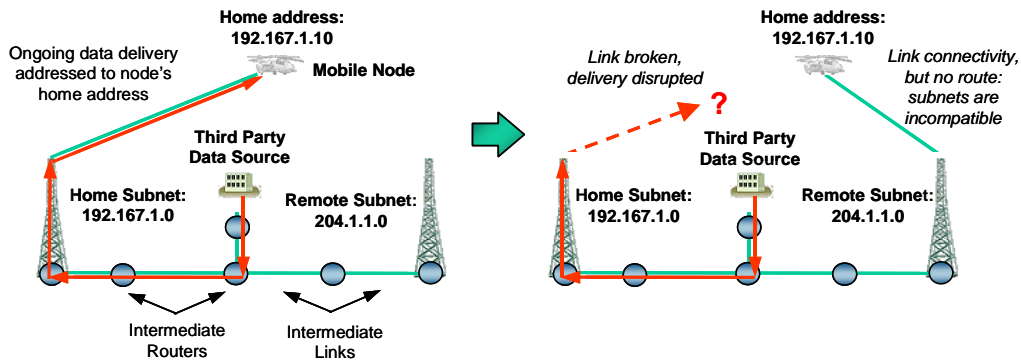 Home address:
192.167.1.10
Ongoing data delivery
addressed to node's
home address
Mobile Node
Third Party
Data Source
Home Subnet:
192.167.1.0
Remote Subnet:
204.1.1.0
Intermediate
Routers
Intermediate
Links
Home address:
192.167.1.10
Link broken,
delivery disrupted
?
Link connectivity,
but no route:
subnets are
incompatible
Third Party
Data Source
Home Subnet:
192.167.1.0
Remote Subnet:
204.1.1.0